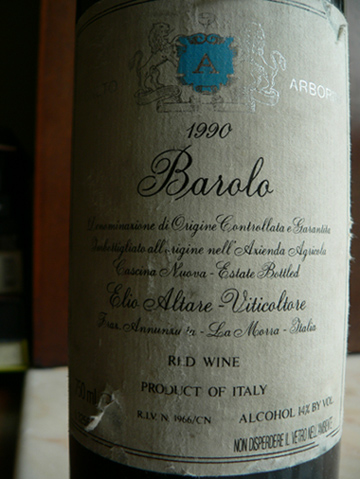 A
ARBOR
1990
Barolo
Denominazione di Origine Controllata e Garantita
Imbottigliato all'origine nell'Azienda Agricola
Cascina Nuova - Estate Bottled
Elio Altare - Viticoltore
Fraz. Annunziata - La Morra - Italia
RED WINE
750 ml
PRODUCT OF ITALY
R.I.V. N. 1966/CN
ALCOHOL 14% BY VOL.
NON DISPERDERE IL VETRO NELL'AMBIENTE